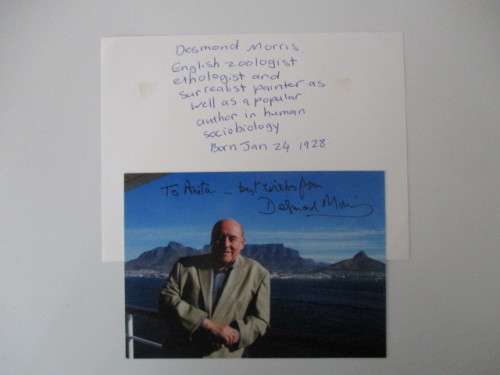 Desmond Morris
English zoologist
ethologist and
surrealist painter as
well as a popular
author in human
sociobiology
Born Jan 24 1928
To Anita - best wishes from
Desmond Morris